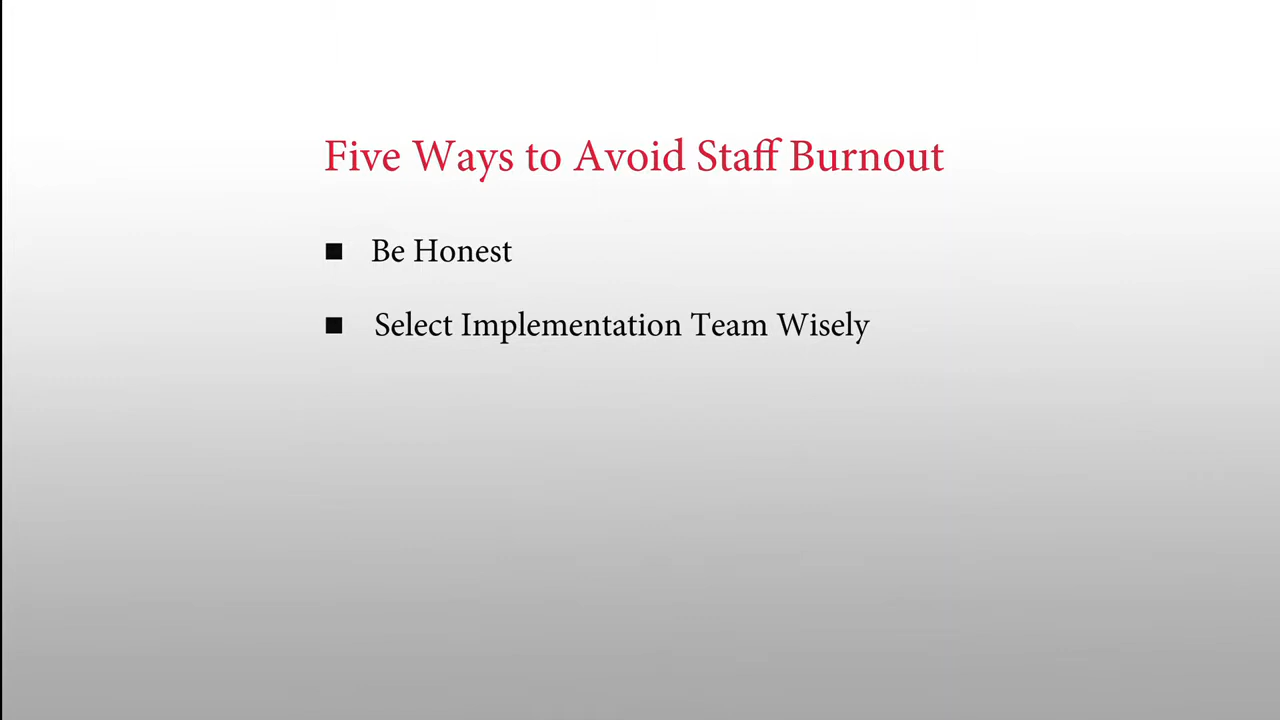 Five Ways to Avoid Staff Burnout
■ Be Honest
■ Select Implementation Team Wisely